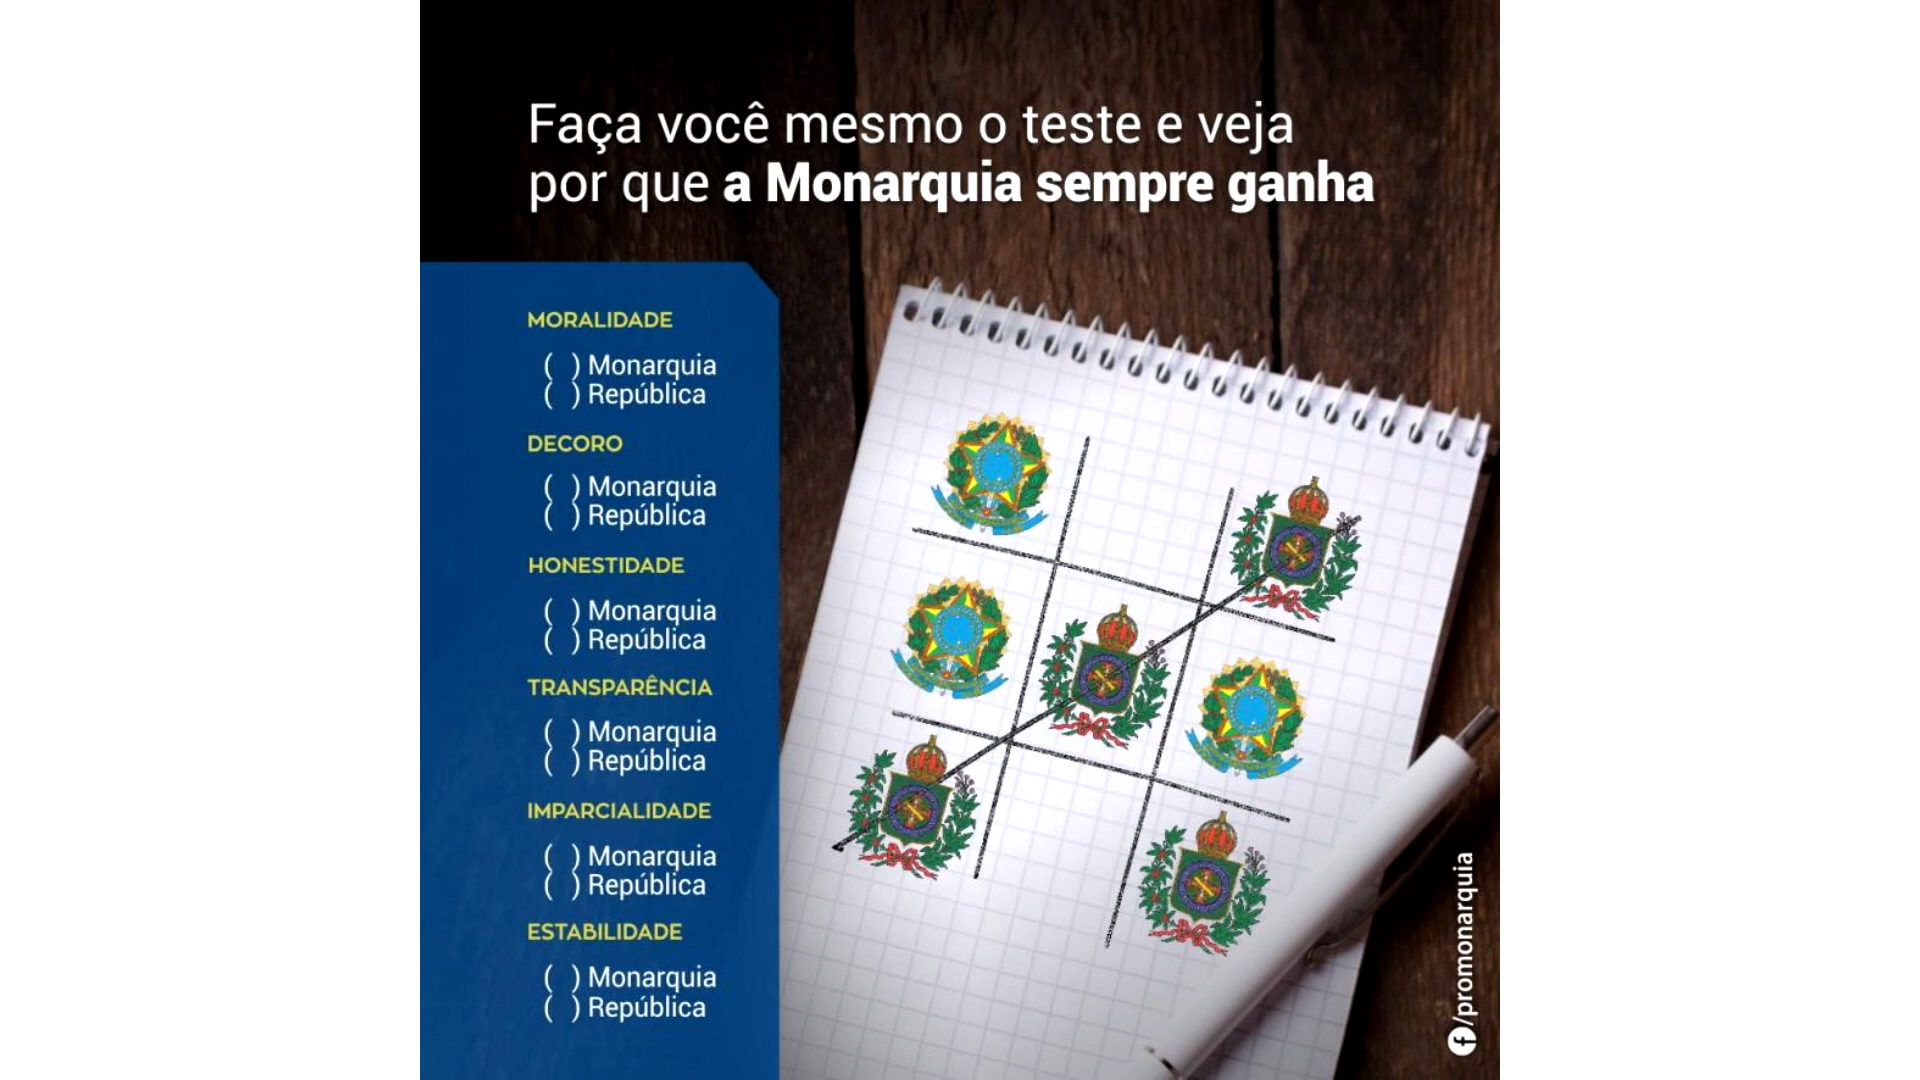 Faça você mesmo o teste e veja
por que a Monarquia sempre ganha
MORALIDADE
( ) Monarquia
( ) República
DECORO
( ) Monarquia
( ) República
HONESTIDADE
( ) Monarquia
( ) República
TRANSPARÊNCIA
( ) Monarquia
( ) República
IMPARCIALIDADE
( ) Monarquia
( ) República
ESTABILIDADE
( ) Monarquia
( ) República
/promonarquia